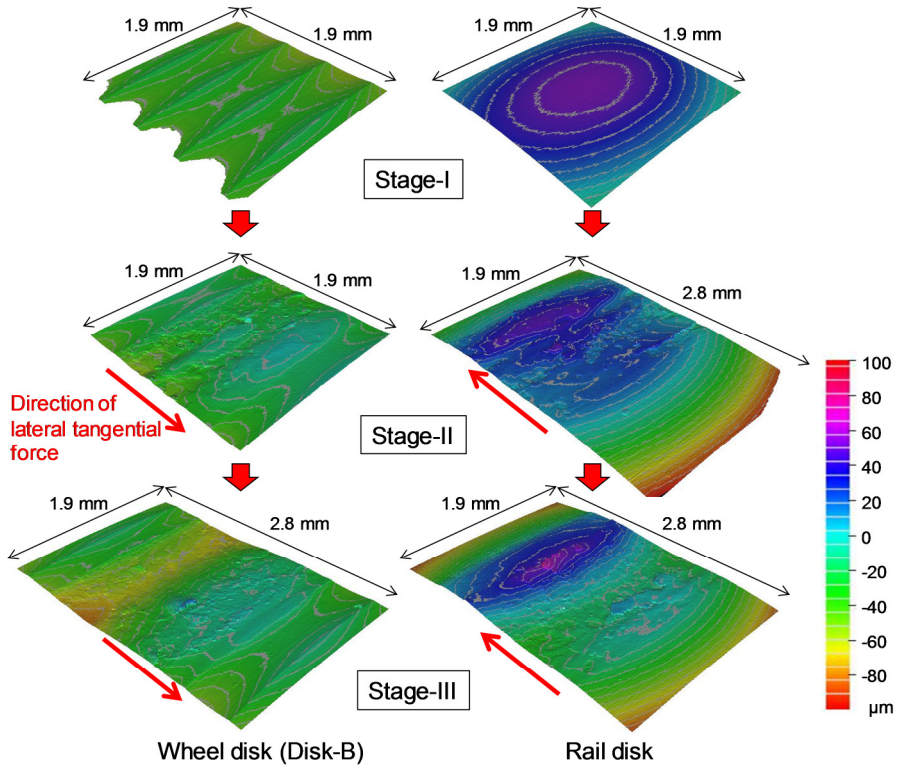 1.9 mm
1.9 mm
1.9 mm
1.9 mm
Stage-I
1.9 mm
1.9 mm
1.9 mm
2.8 mm
Direction of
lateral tangential
force
Stage-II
100
80
60
40
20
0
-20
-40
-60
-80
µm
1.9 mm
2.8 mm
1.9 mm
2.8 mm
Stage-III
Wheel disk (Disk-B)
Rail disk